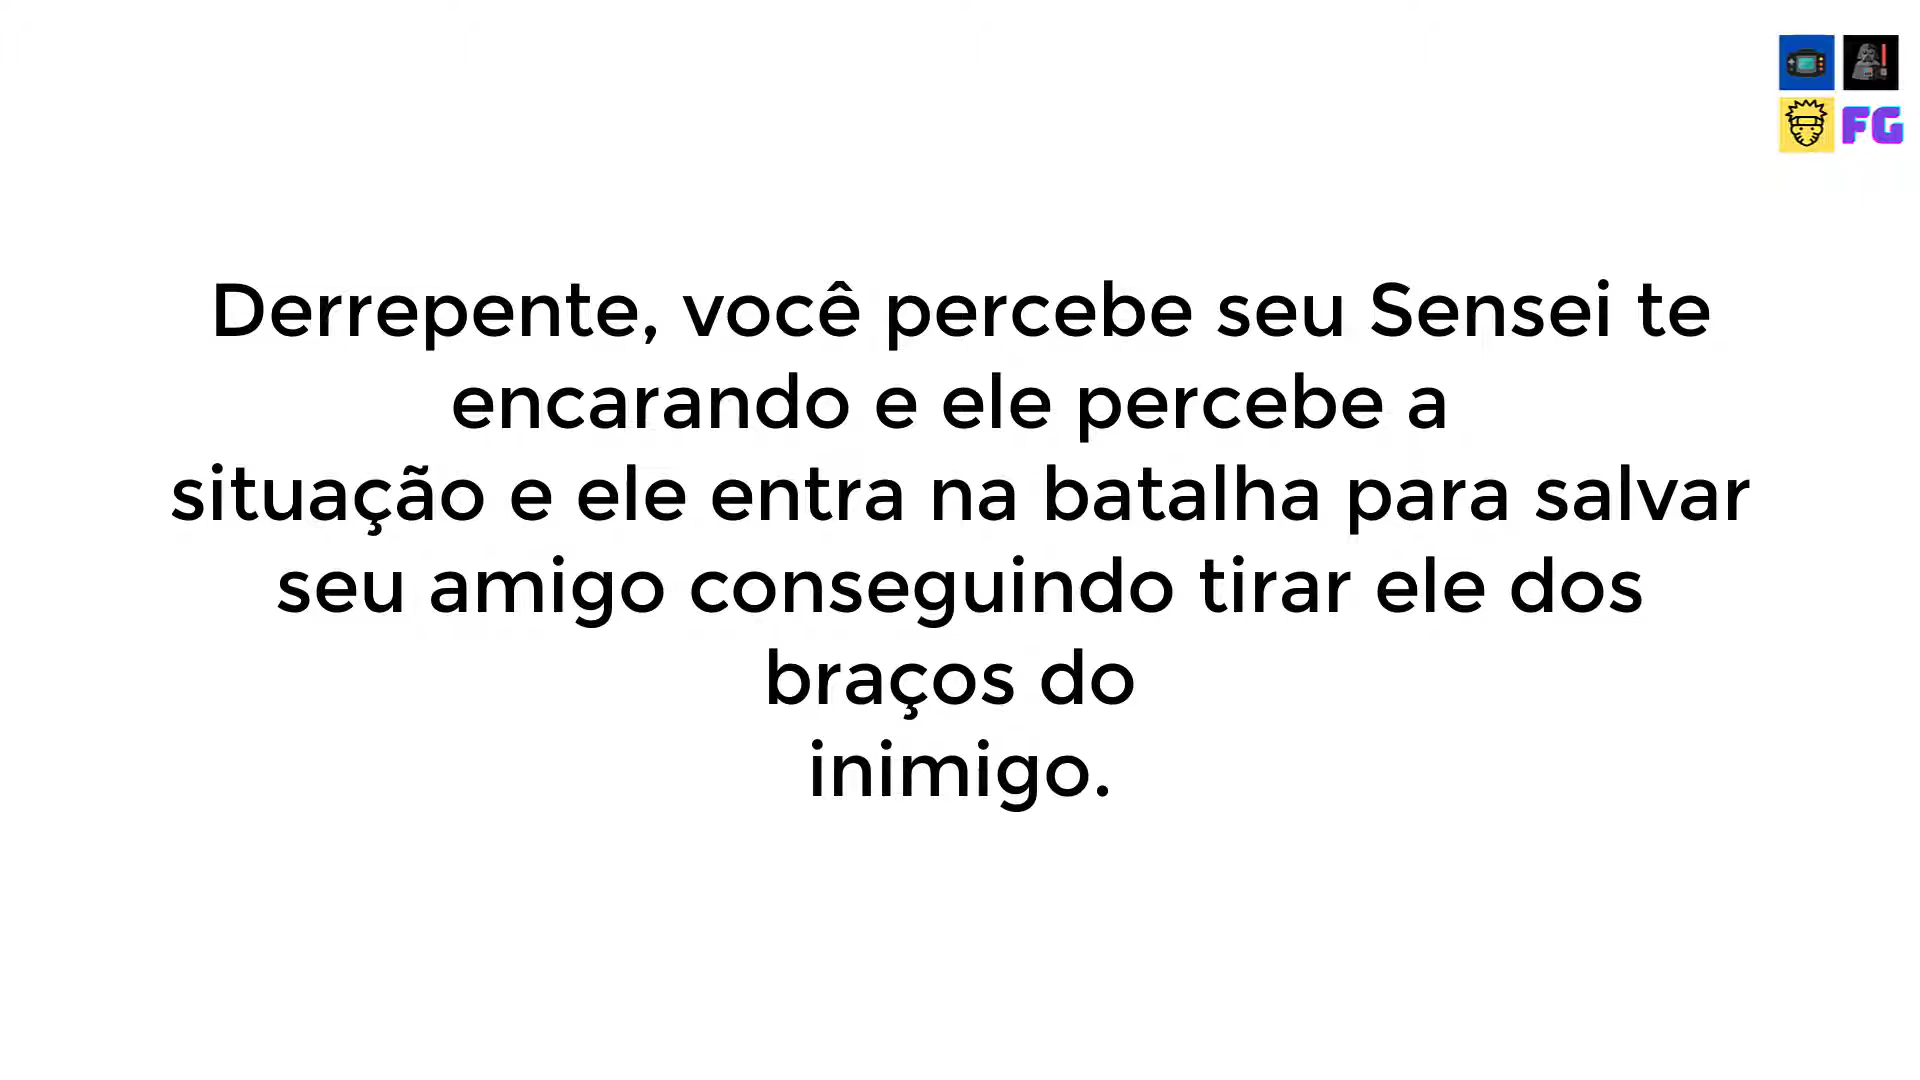 FG
Derrepente, você percebe seu Sensei te
encarando e ele percebe a
situação e ele entra na batalha para salvar
seu amigo conseguindo tirar ele dos
braços do
inimigo.